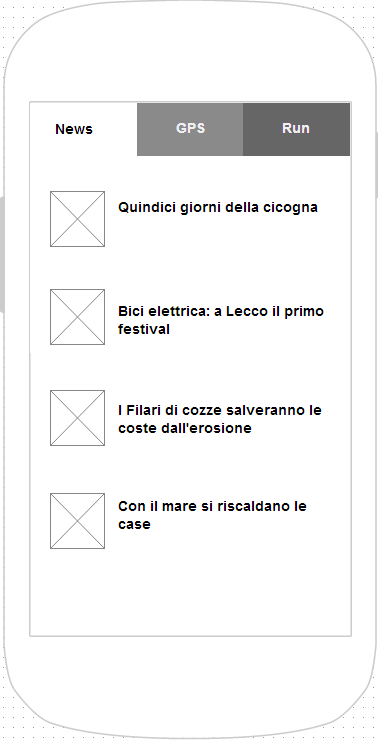 News
GPS
Run
Quindici giorni della cicogna
Bici elettrica: a Lecco il primo
festival
I Filari di cozze salveranno le
coste dall'erosione
Con il mare si riscaldano le
case